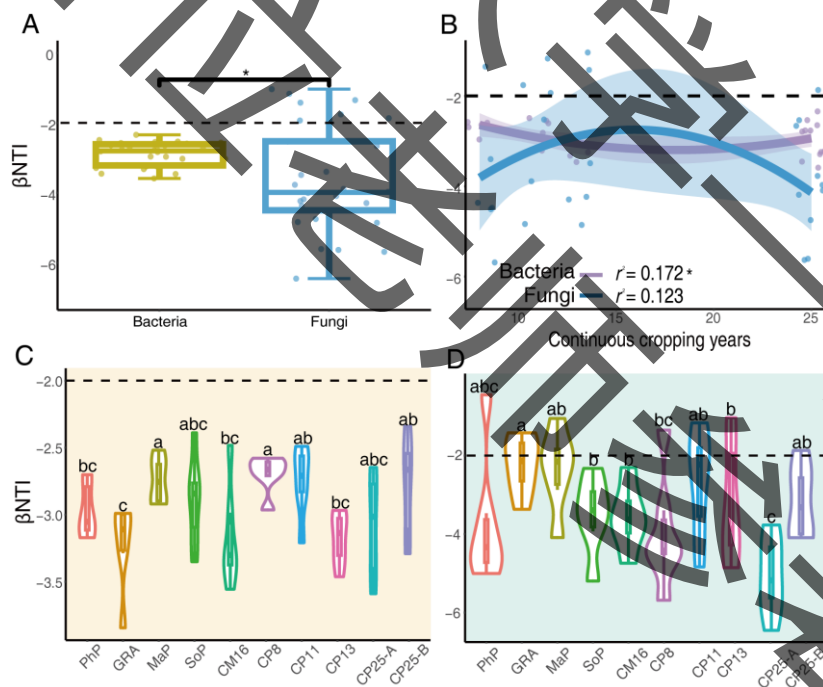 A
0
−2
−4
−6
βNTI
*
Bacteria
Fungi
B
−2
−4
−6
Bacteria r²= 0.172 *
Fungi r²= 0.123
10
20
25
Continuous cropping years
C
−2.0
−2.5
−3.0
−3.5
βNTI
bc
c
a
abc
bc
a
ab
bc
abc
ab
PhP
GRA
MaP
SoP
CM16
CP8
CP11
CP13
CP25-A
CP25-B
D
−2
−4
−6
abc
a
ab
b
b
bc
ab
b
c
ab
PhP
GRA
MaP
SoP
CM16
CP8
CP11
CP13
CP25-A
CP25-B